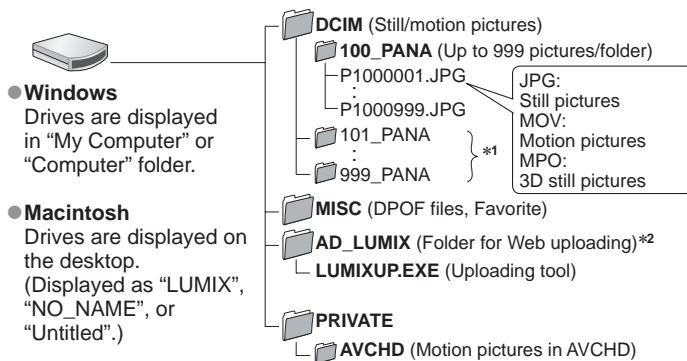 ●Windows
Drives are displayed
in “My Computer” or
“Computer” folder.
●Macintosh
Drives are displayed on
the desktop.
(Displayed as “LUMIX”,
“NO_NAME”, or
“Untitled”.)
DCIM (Still/motion pictures)
100_PANA (Up to 999 pictures/folder)
P1000001.JPG
:
P1000999.JPG
101_PANA
:
999_PANA
*1
JPG:
Still pictures
MOV:
Motion pictures
MPO:
3D still pictures
MISC (DPOF files, Favorite)
AD_LUMIX (Folder for Web uploading)*2
LUMIXUP.EXE (Uploading tool)
PRIVATE
AVCHD (Motion pictures in AVCHD)